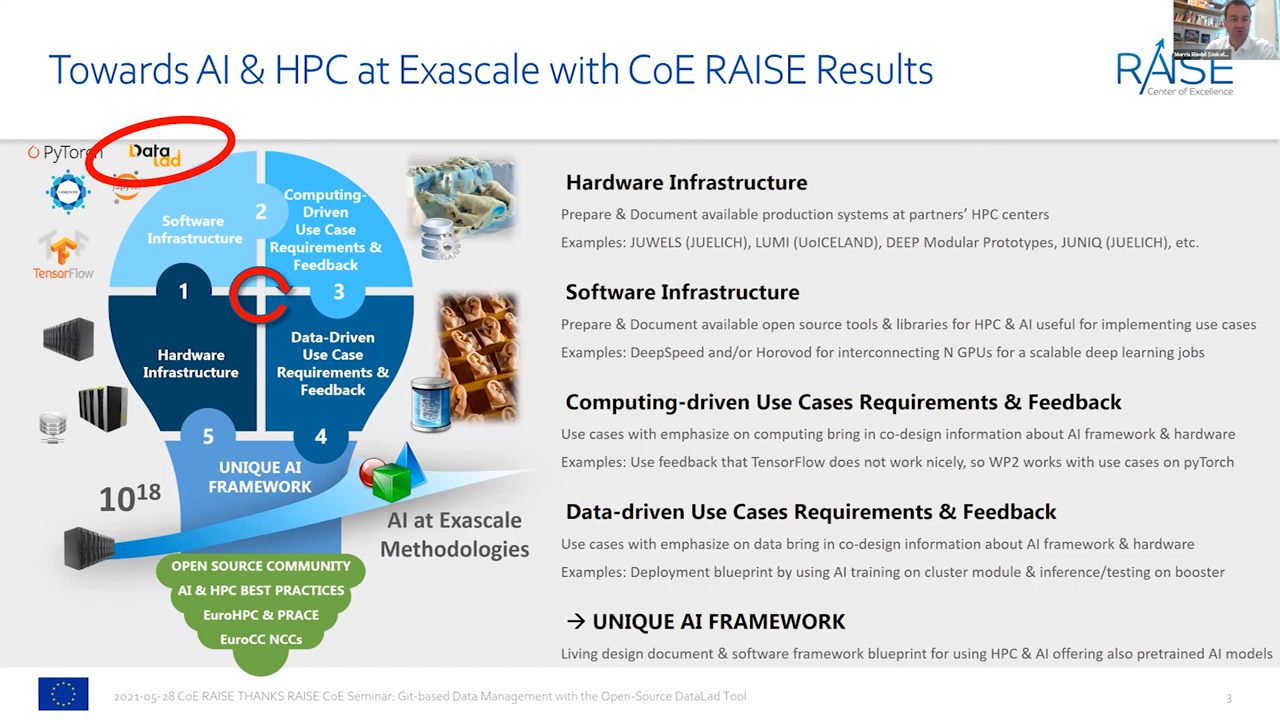 Towards AI & HPC at Exascale with CoE RAISE Results
RAISE
Center of Excellence
PyTorch
Data
lad
HOROVOD
jupyter
TensorFlow
Software
Infrastructure
2
Computing-
Driven
Use Case
Requirements &
Feedback
1
3
Hardware
Infrastructure
Data-Driven
Use Case
Requirements &
Feedback
5
4
UNIQUE AI
FRAMEWORK
10^18
AI at Exascale
Methodologies
OPEN SOURCE COMMUNITY
AI & HPC BEST PRACTICES
EuroHPC & PRACE
EuroCC NCCs
Hardware Infrastructure
Prepare & Document available production systems at partners' HPC centers
Examples: JUWELS (JUELICH), LUMI (UoICELAND), DEEP Modular Prototypes, JUNIQ (JUELICH), etc.
Software Infrastructure
Prepare & Document available open source tools & libraries for HPC & AI useful for implementing use cases
Examples: DeepSpeed and/or Horovod for interconnecting N GPUs for a scalable deep learning jobs
Computing-driven Use Cases Requirements & Feedback
Use cases with emphasize on computing bring in co-design information about AI framework & hardware
Examples: Use feedback that TensorFlow does not work nicely, so WP2 works with use cases on pyTorch
Data-driven Use Cases Requirements & Feedback
Use cases with emphasize on data bring in co-design information about AI framework & hardware
Examples: Deployment blueprint by using AI training on cluster module & inference/testing on booster
→ UNIQUE AI FRAMEWORK
Living design document & software framework blueprint for using HPC & AI offering also pretrained AI models
2021-05-28 CoE RAISE THANKS RAISE CoE Seminar: Git-based Data Management with the Open-Source DataLad Tool
3